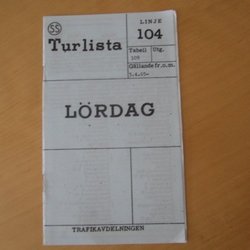 SS
LINJE
Turlista
104
Tabell Utg.
Gällande fr.o.m.
LÖRDAG
TRAFIKAVDELNINGEN